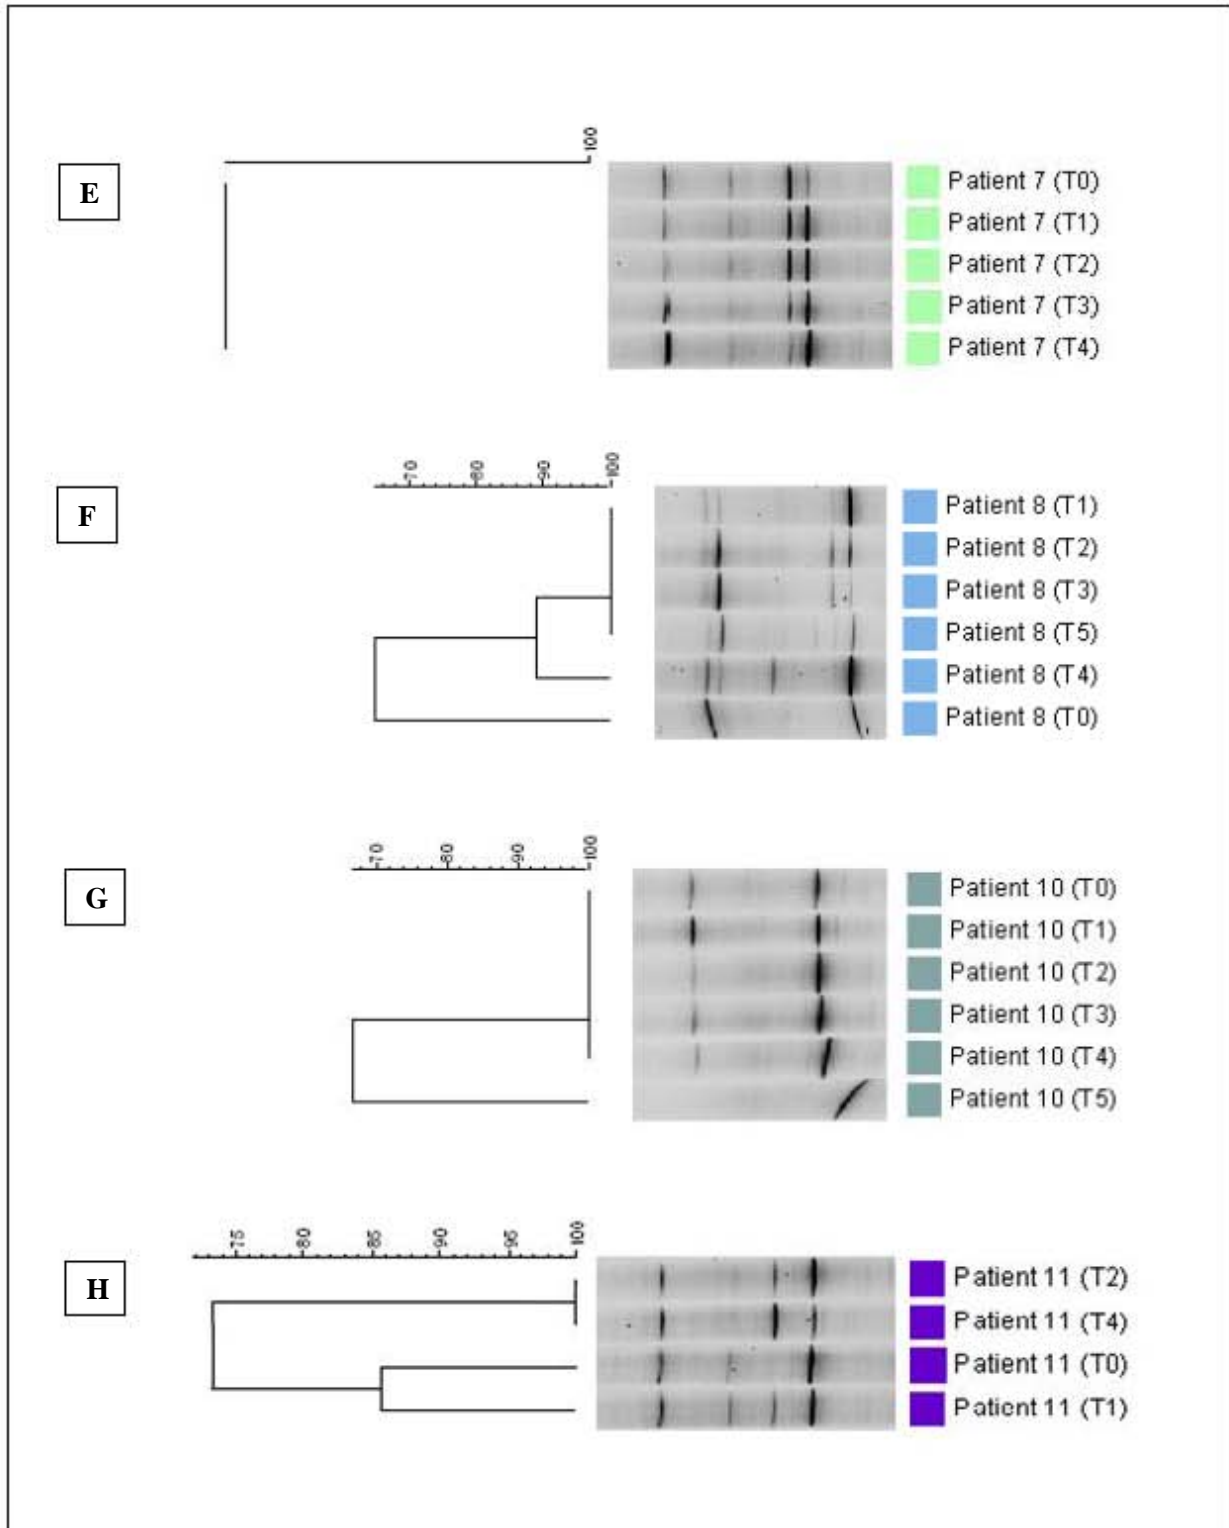 100
E
Patient 7 (T0)
Patient 7 (T1)
Patient 7 (T2)
Patient 7 (T3)
Patient 7 (T4)
70 80 90 100
F
Patient 8 (T1)
Patient 8 (T2)
Patient 8 (T3)
Patient 8 (T5)
Patient 8 (T4)
Patient 8 (T0)
70 80 90 100
G
Patient 10 (T0)
Patient 10 (T1)
Patient 10 (T2)
Patient 10 (T3)
Patient 10 (T4)
Patient 10 (T5)
75 80 85 90 95 100
H
Patient 11 (T2)
Patient 11 (T4)
Patient 11 (T0)
Patient 11 (T1)